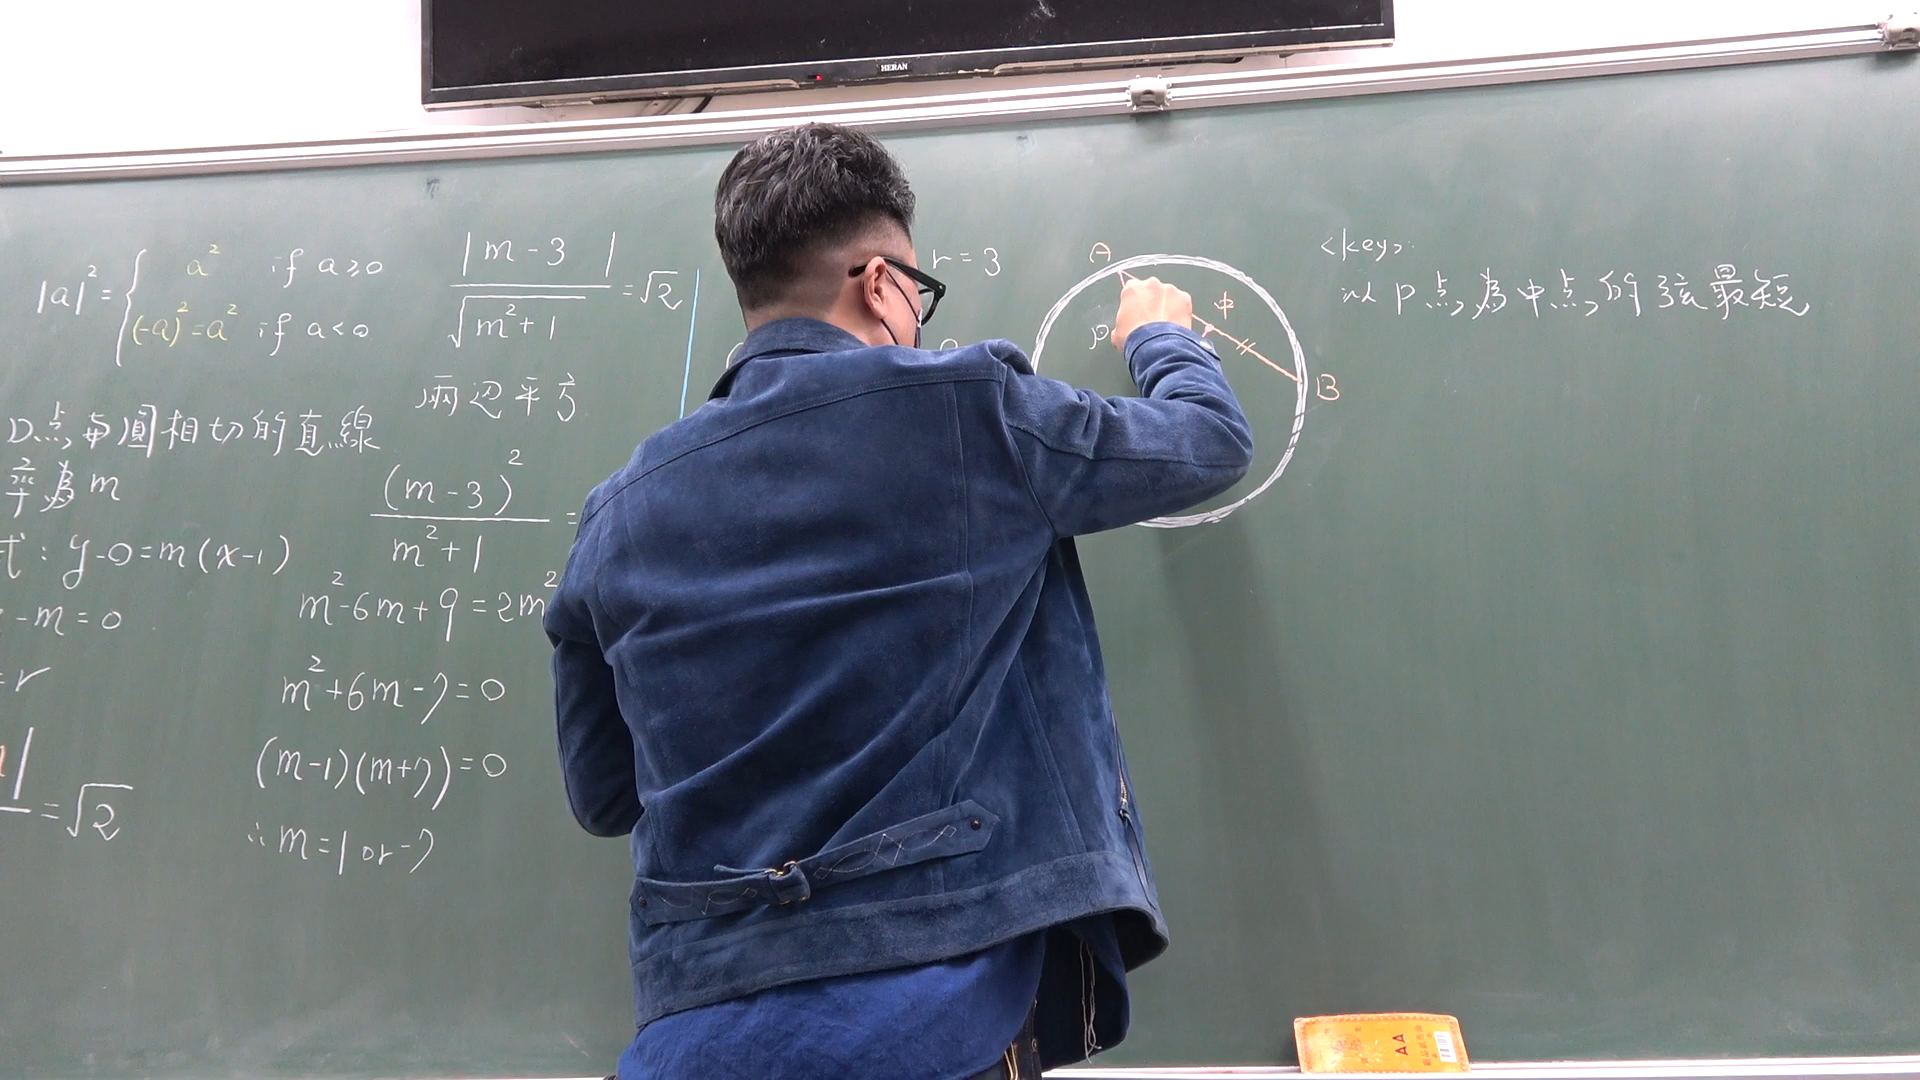 HERAN
|a|² = { a² if a ≥ 0
(-a)² = a² if a < 0
D点与圓相切的直線
率為 m
式: y-0=m(x-1)
-m=0
=r
|
=√2
|m-3|
/√(m²+1) = √2
兩边平方
(m-3)²
/(m²+1) =
m²-6m+9=2m²
m²+6m-7=0
(m-1)(m+7)=0
∴ m=1 or -7
r=3
A
中
P
B
<key>:
以P点為中点的弦最短